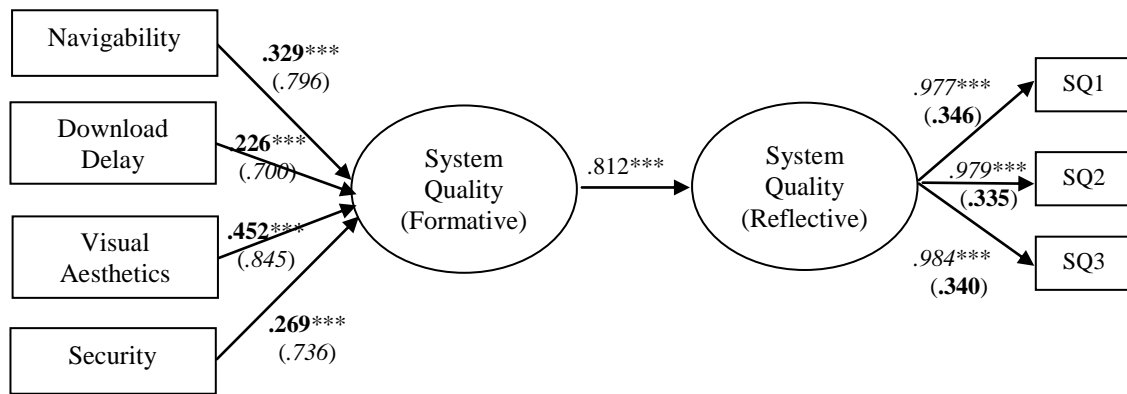 Navigability
.329***
(.796)
Download
Delay
.226***
(.700)
Visual
Aesthetics
.452***
(.845)
Security
.269***
(.736)
System
Quality
(Formative)
.812***
System
Quality
(Reflective)
.977***
(.346)
SQ1
.979***
(.335)
SQ2
.984***
(.340)
SQ3